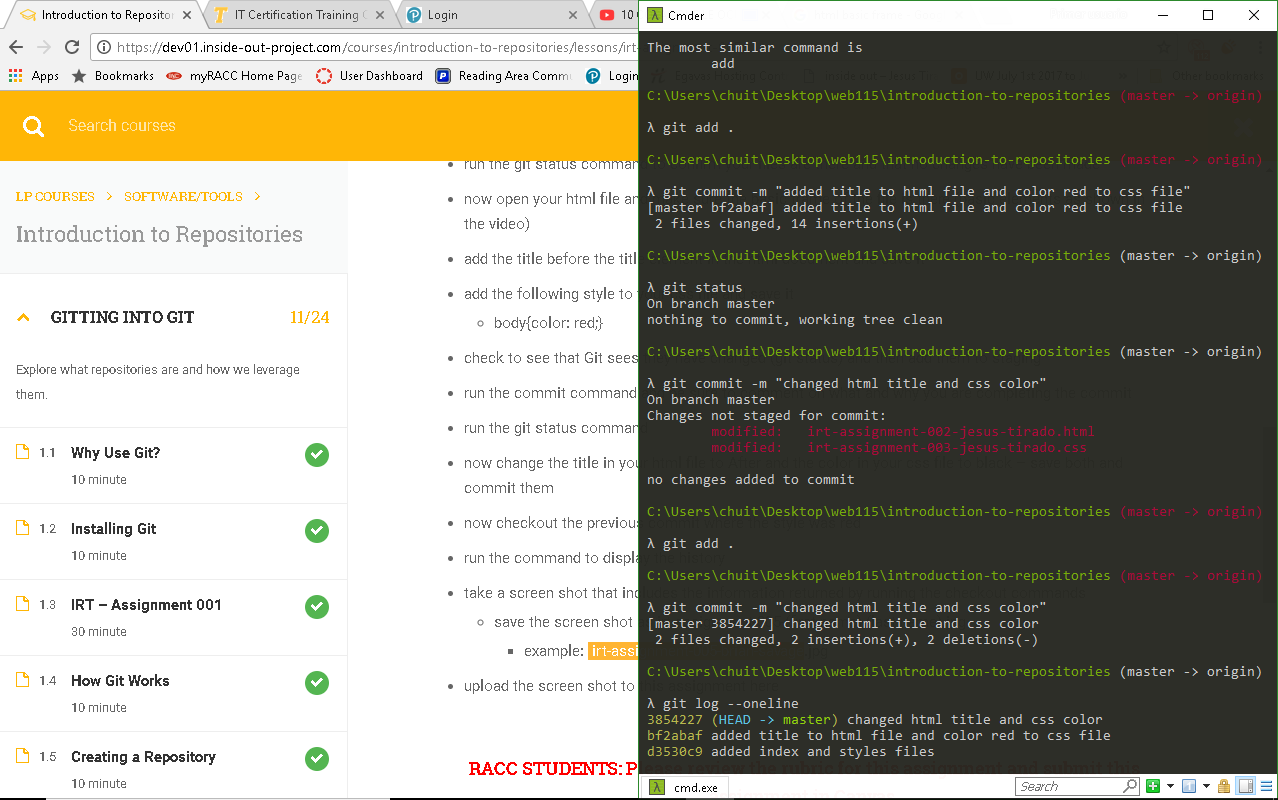 Introduction to Repositor
IT Certification Training
Login
10
Cmder
https://dev01.inside-out-project.com/courses/introduction-to-repositories/lessons/irt-
Apps
Bookmarks
myRACC Home Page
User Dashboard
Reading Area Comm
Login
Search courses
LP COURSES > SOFTWARE/TOOLS >
Introduction to Repositories
GITTING INTO GIT 11/24
Explore what repositories are and how we leverage
them.
1.1 Why Use Git?
10 minute
1.2 Installing Git
10 minute
1.3 IRT – Assignment 001
30 minute
1.4 How Git Works
10 minute
1.5 Creating a Repository
10 minute
run the git status comman
now open your html file an
the video)
add the title before the titl
add the following style to
body{color: red;}
check to see that Git sees
run the commit command
run the git status comman
now change the title in you
commit them
now checkout the previou
run the command to displa
take a screen shot that inc
save the screen shot
example: irt-assi
upload the screen shot to
RACC STUDENTS: Please review the rubric for this assignment and submit this
The most similar command is
add
C:\Users\chuit\Desktop\web115\introduction-to-repositories (master -> origin)
λ git add .
C:\Users\chuit\Desktop\web115\introduction-to-repositories (master -> origin)
λ git commit -m "added title to html file and color red to css file"
[master bf2abaf] added title to html file and color red to css file
2 files changed, 14 insertions(+)
C:\Users\chuit\Desktop\web115\introduction-to-repositories (master -> origin)
λ git status
On branch master
nothing to commit, working tree clean
C:\Users\chuit\Desktop\web115\introduction-to-repositories (master -> origin)
λ git commit -m "changed html title and css color"
On branch master
Changes not staged for commit:
modified: irt-assignment-002-jesus-tirado.html
modified: irt-assignment-003-jesus-tirado.css
no changes added to commit
C:\Users\chuit\Desktop\web115\introduction-to-repositories (master -> origin)
λ git add .
C:\Users\chuit\Desktop\web115\introduction-to-repositories (master -> origin)
λ git commit -m "changed html title and css color"
[master 3854227] changed html title and css color
2 files changed, 2 insertions(+), 2 deletions(-)
C:\Users\chuit\Desktop\web115\introduction-to-repositories (master -> origin)
λ git log --oneline
3854227 (HEAD -> master) changed html title and css color
bf2abaf added title to html file and color red to css file
d3530c9 added index and styles files
cmd.exe
Search